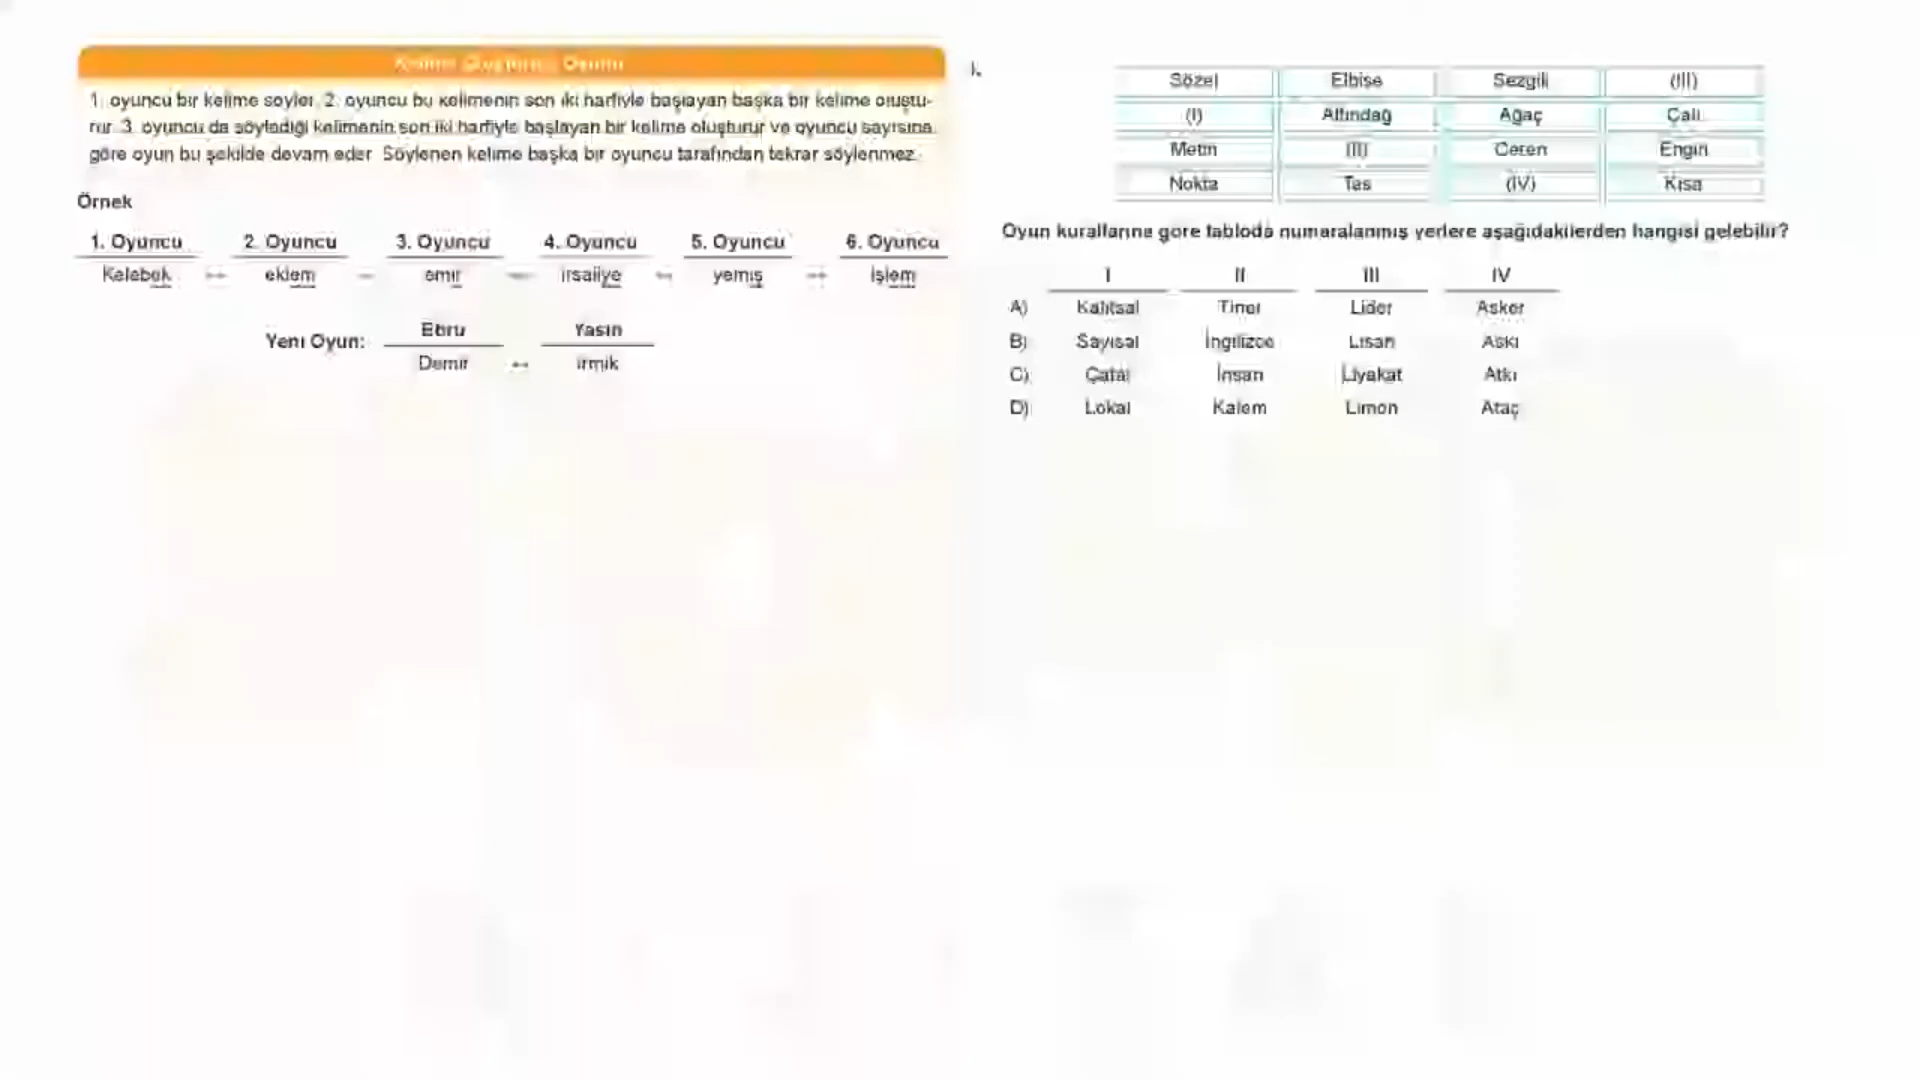 Kelime Oluşturma Oyunu
1. oyuncu bir kelime söyler. 2. oyuncu bu kelimenin son iki harfiyle başlayan başka bir kelime oluştu-
rur. 3. oyuncu da söylediği kelimenin son iki harfiyle başlayan bir kelime oluşturur ve oyuncu sayısına
göre oyun bu şekilde devam eder. Söylenen kelime başka bir oyuncu tarafından tekrar söylenmez.
Örnek
1. Oyuncu 2. Oyuncu 3. Oyuncu 4. Oyuncu 5. Oyuncu 6. Oyuncu
Kelebek eklem emir irsaliye yemiş işlem
Ebru Yasin
Yeni Oyun:
Demir irmik
Sözel Elbise Sezgili (III)
(I) Altındağ Ağaç Çalı
Metin (II) Ceren Engin
Nokta Tas (IV) Kısa
Oyun kurallarına göre tabloda numaralanmış yerlere aşağıdakilerden hangisi gelebilir?
I II III IV
A) Kalıtsal Tiner Lider Asker
B) Sayısal İngilizce Lisan Askı
C) Çatal İnsan Liyakat Atkı
D) Lokal Kalem Limon Ataç